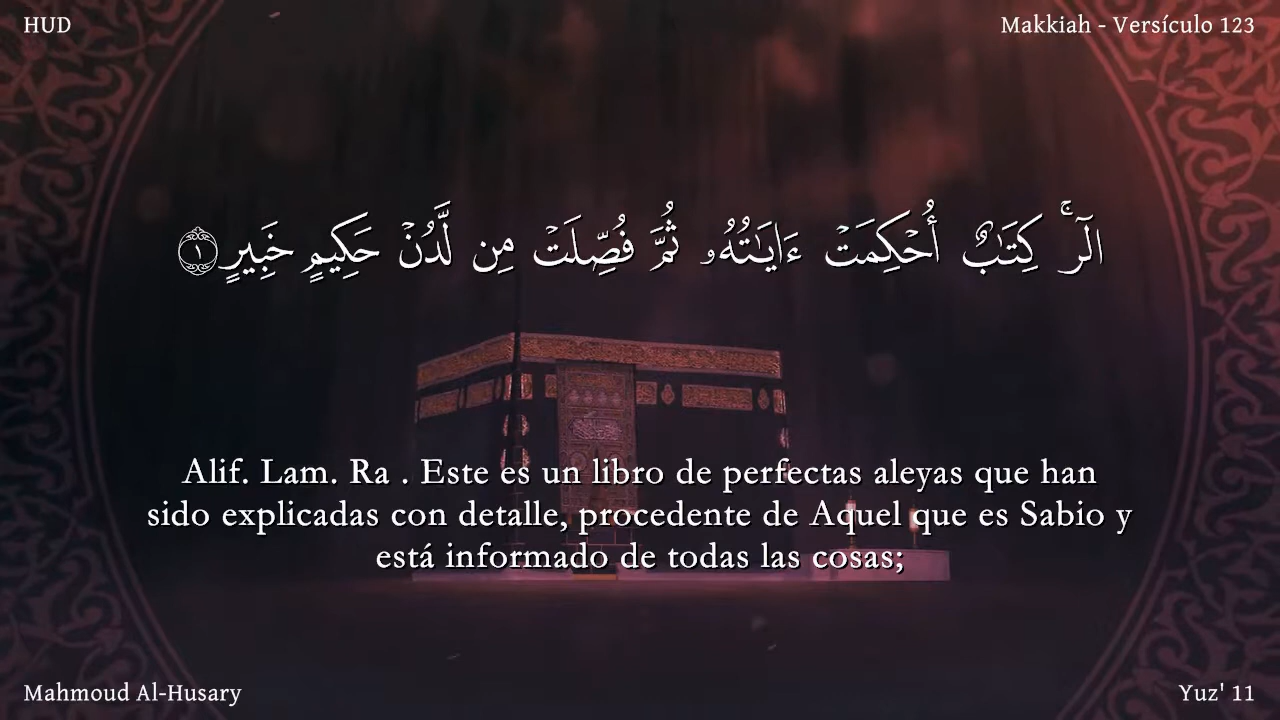 HUD
Makkiah - Versículo 123
الٓرۚ كِتَٰبٌ أُحۡكِمَتۡ ءَايَٰتُهُۥ ثُمَّ فُصِّلَتۡ مِن لَّدُنۡ حَكِيمٍ خَبِيرٍ ١
Alif. Lam. Ra . Este es un libro de perfectas aleyas que han
sido explicadas con detalle, procedente de Aquel que es Sabio y
está informado de todas las cosas;
Mahmoud Al-Husary
Yuz' 11